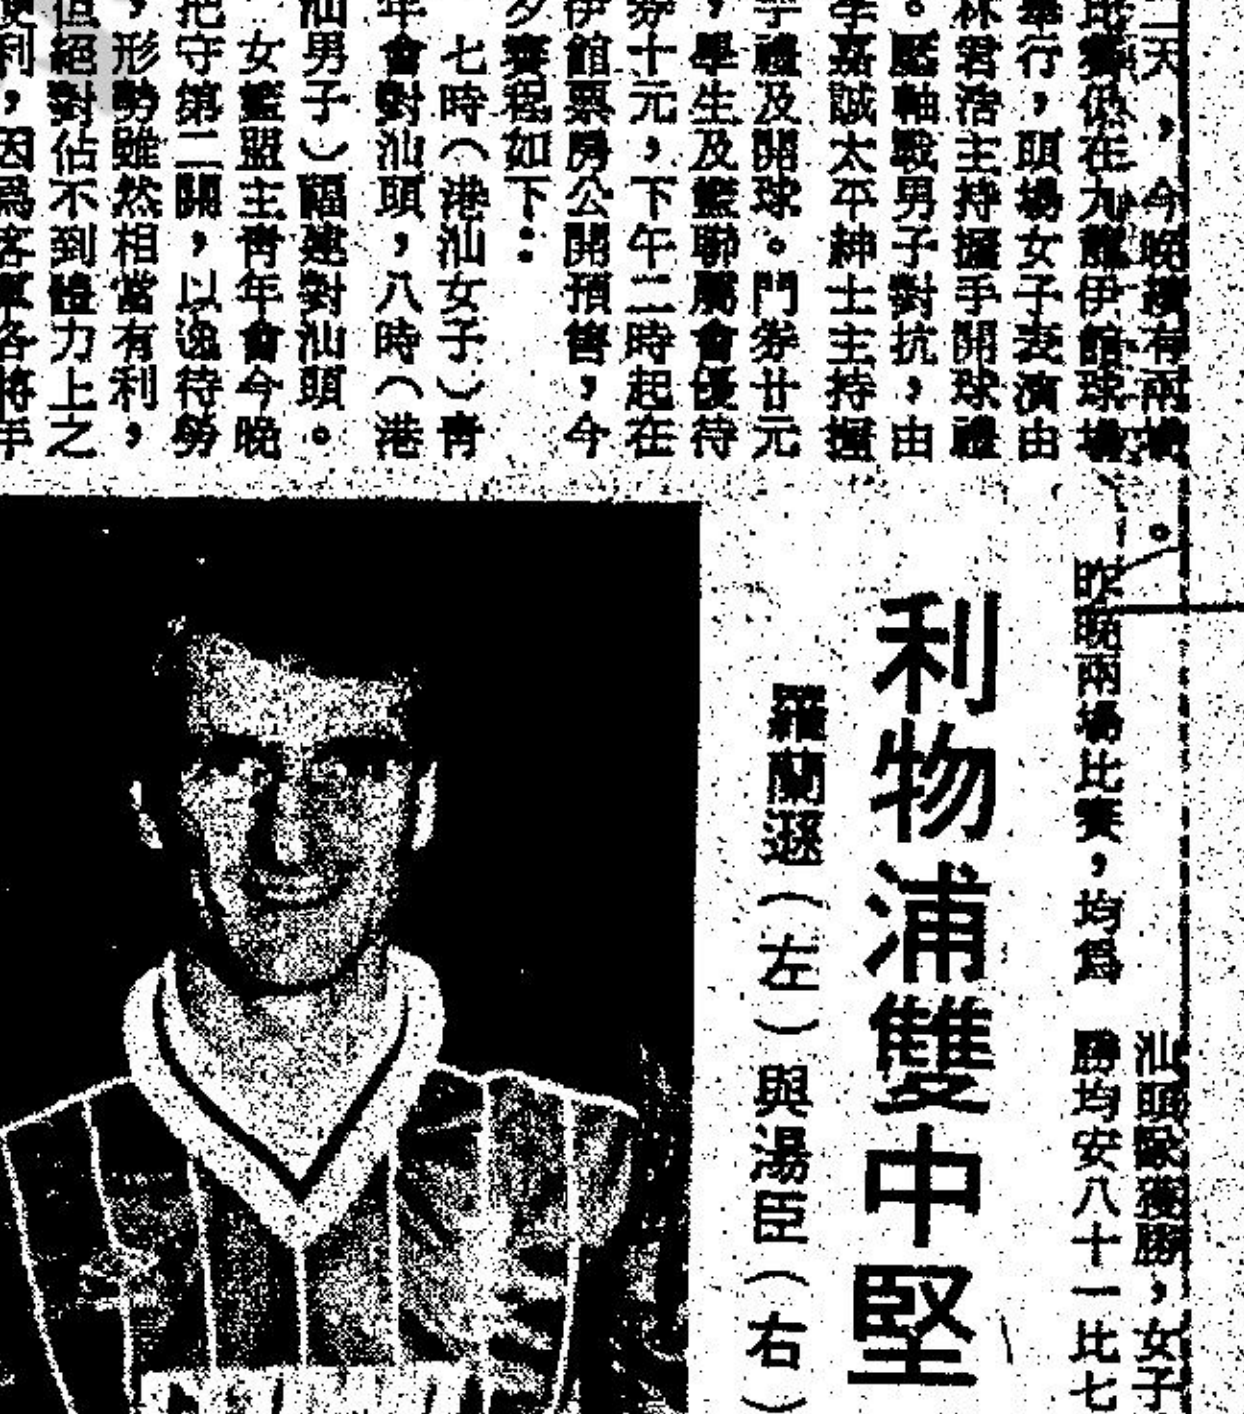 二天，今晚續有兩場
比賽仍在九龍伊館球場
舉行，頭場女子表演由
林君浩主持握手開球禮
。壓軸戰男子對抗，由
李嘉誠太平紳士主持握
手禮及開球。門券廿元
，學生及籃聯屬會優待
券十元，下午二時起在
伊館票房公開預售，今
夕賽程如下：
七時（港汕女子）青
年會對汕頭，八時（港
汕男子）福建對汕頭。
女籃盟主青年會今晚
把守第二關，以逸待勞
，形勢雖然相當有利，
但絕對佔不到體力上之
便利，因為客軍各將年
。
昨晚兩場比賽，均為
汕頭隊獲勝，女子
勝均安八十一比七
利物浦雙中堅
羅蘭遜（左）與湯臣（右）